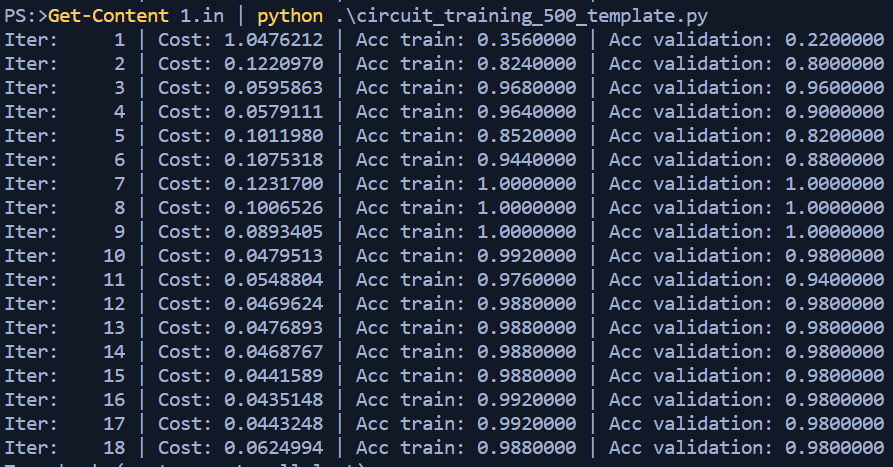 PS:>Get-Content 1.in | python .\circuit_training_500_template.py
Iter:     1 | Cost: 1.0476212 | Acc train: 0.3560000 | Acc validation: 0.2200000
Iter:     2 | Cost: 0.1220970 | Acc train: 0.8240000 | Acc validation: 0.8000000
Iter:     3 | Cost: 0.0595863 | Acc train: 0.9680000 | Acc validation: 0.9600000
Iter:     4 | Cost: 0.0579111 | Acc train: 0.9640000 | Acc validation: 0.9000000
Iter:     5 | Cost: 0.1011980 | Acc train: 0.8520000 | Acc validation: 0.8200000
Iter:     6 | Cost: 0.1075318 | Acc train: 0.9440000 | Acc validation: 0.8800000
Iter:     7 | Cost: 0.1231700 | Acc train: 1.0000000 | Acc validation: 1.0000000
Iter:     8 | Cost: 0.1006526 | Acc train: 1.0000000 | Acc validation: 1.0000000
Iter:     9 | Cost: 0.0893405 | Acc train: 1.0000000 | Acc validation: 1.0000000
Iter:    10 | Cost: 0.0479513 | Acc train: 0.9920000 | Acc validation: 0.9800000
Iter:    11 | Cost: 0.0548804 | Acc train: 0.9760000 | Acc validation: 0.9400000
Iter:    12 | Cost: 0.0469624 | Acc train: 0.9880000 | Acc validation: 0.9800000
Iter:    13 | Cost: 0.0476893 | Acc train: 0.9880000 | Acc validation: 0.9800000
Iter:    14 | Cost: 0.0468767 | Acc train: 0.9880000 | Acc validation: 0.9800000
Iter:    15 | Cost: 0.0441589 | Acc train: 0.9880000 | Acc validation: 0.9800000
Iter:    16 | Cost: 0.0435148 | Acc train: 0.9920000 | Acc validation: 0.9800000
Iter:    17 | Cost: 0.0443248 | Acc train: 0.9920000 | Acc validation: 0.9800000
Iter:    18 | Cost: 0.0624994 | Acc train: 0.9880000 | Acc validation: 0.9800000